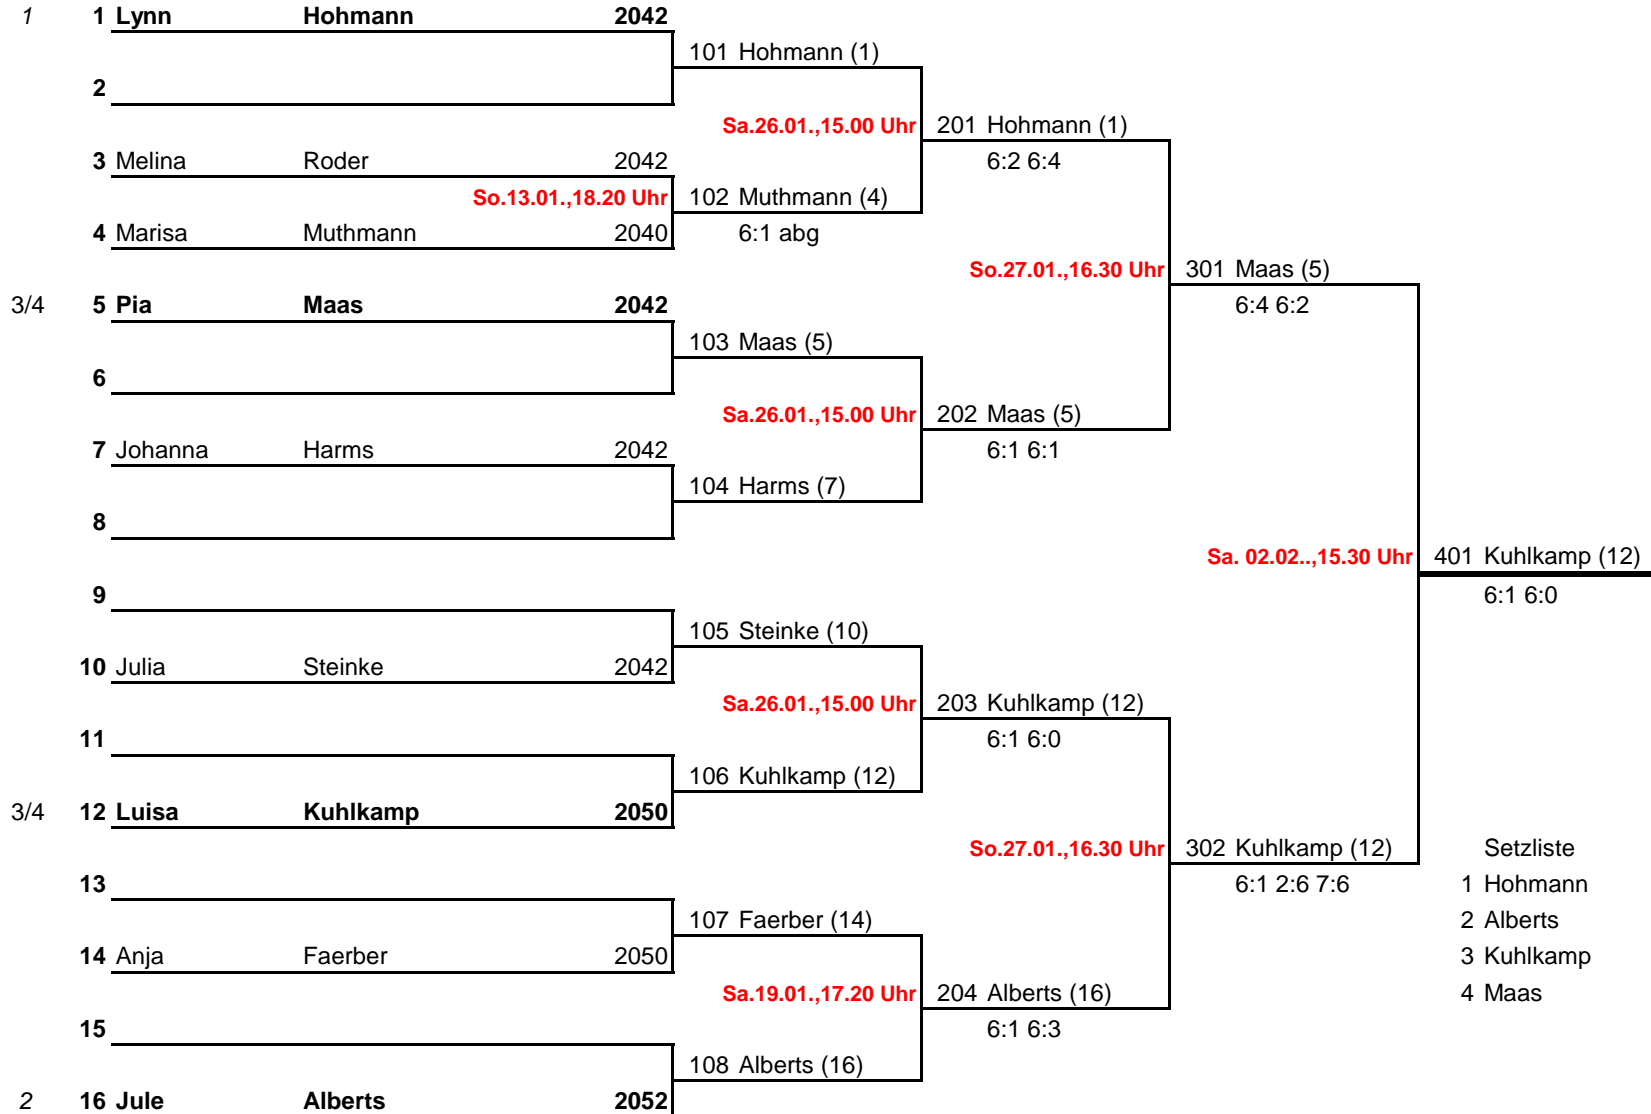 1 1 Lynn Hohmann 2042
101 Hohmann (1)
2
Sa.26.01.,15.00 Uhr 201 Hohmann (1)
3 Melina Roder 2042 6:2 6:4
So.13.01.,18.20 Uhr 102 Muthmann (4)
4 Marisa Muthmann 2040 6:1 abg
So.27.01.,16.30 Uhr 301 Maas (5)
3/4 5 Pia Maas 2042 6:4 6:2
103 Maas (5)
6
Sa.26.01.,15.00 Uhr 202 Maas (5)
7 Johanna Harms 2042 6:1 6:1
104 Harms (7)
8
Sa. 02.02..,15.30 Uhr 401 Kuhlkamp (12)
9 6:1 6:0
105 Steinke (10)
10 Julia Steinke 2042
Sa.26.01.,15.00 Uhr 203 Kuhlkamp (12)
11 6:1 6:0
106 Kuhlkamp (12)
3/4 12 Luisa Kuhlkamp 2050
So.27.01.,16.30 Uhr 302 Kuhlkamp (12) Setzliste
13 6:1 2:6 7:6 1 Hohmann
107 Faerber (14) 2 Alberts
14 Anja Faerber 2050 3 Kuhlkamp
Sa.19.01.,17.20 Uhr 204 Alberts (16) 4 Maas
15 6:1 6:3
108 Alberts (16)
2 16 Jule Alberts 2052